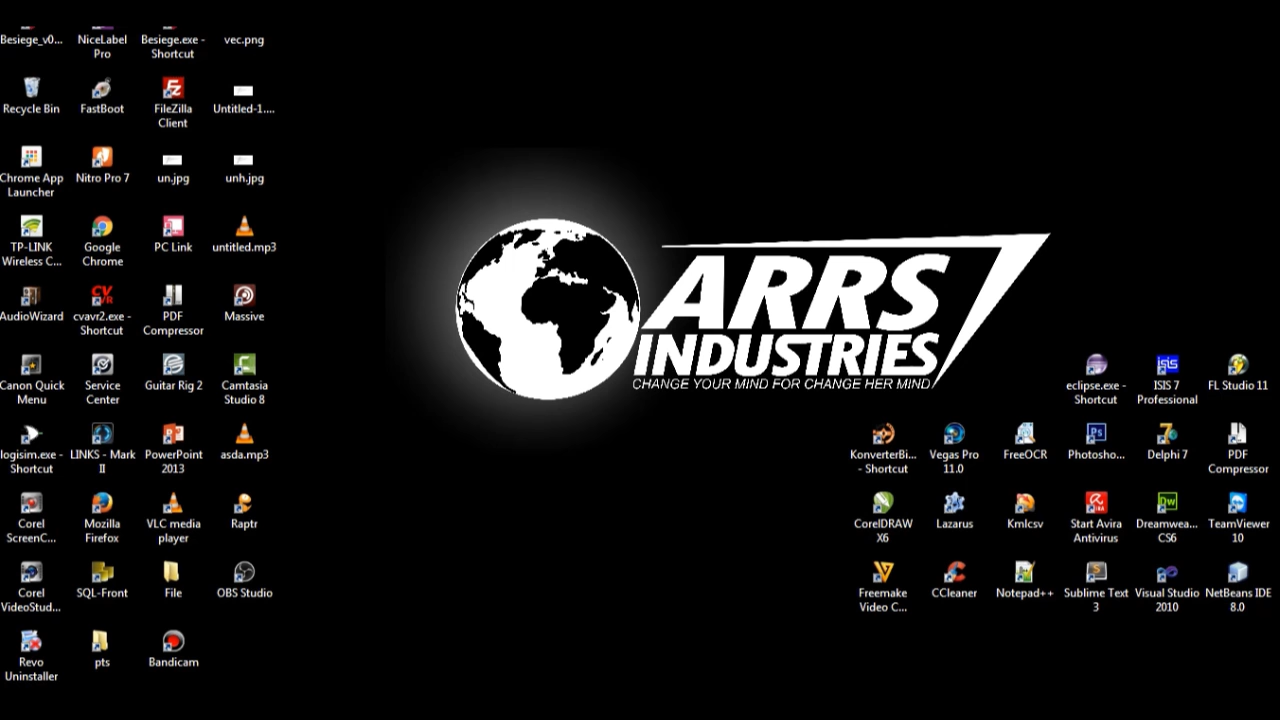 Besiege_v0...
NiceLabel
Pro
Besiege.exe -
Shortcut
vec.png
Recycle Bin
FastBoot
FileZilla
Client
Untitled-1....
Chrome App
Launcher
Nitro Pro 7
un.jpg
unh.jpg
TP-LINK
Wireless C...
Google
Chrome
PC Link
untitled.mp3
AudioWizard
cvavr2.exe -
Shortcut
PDF
Compressor
Massive
Canon Quick
Menu
Service
Center
Guitar Rig 2
Camtasia
Studio 8
logisim.exe -
Shortcut
LINKS - Mark
II
PowerPoint
2013
asda.mp3
Corel
ScreenC...
Mozilla
Firefox
VLC media
player
Raptr
Corel
VideoStud...
SQL-Front
File
OBS Studio
Revo
Uninstaller
pts
Bandicam
ARRS
INDUSTRIES
CHANGE YOUR MIND FOR CHANGE HER MIND
eclipse.exe -
Shortcut
ISIS 7
Professional
FL Studio 11
KonverterBi...
- Shortcut
Vegas Pro
11.0
FreeOCR
Photosho...
Delphi 7
PDF
Compressor
CorelDRAW
X6
Lazarus
Kmlcsv
Start Avira
Antivirus
Dreamwea...
CS6
TeamViewer
10
Freemake
Video C...
CCleaner
Notepad++
Sublime Text
3
Visual Studio
2010
NetBeans IDE
8.0